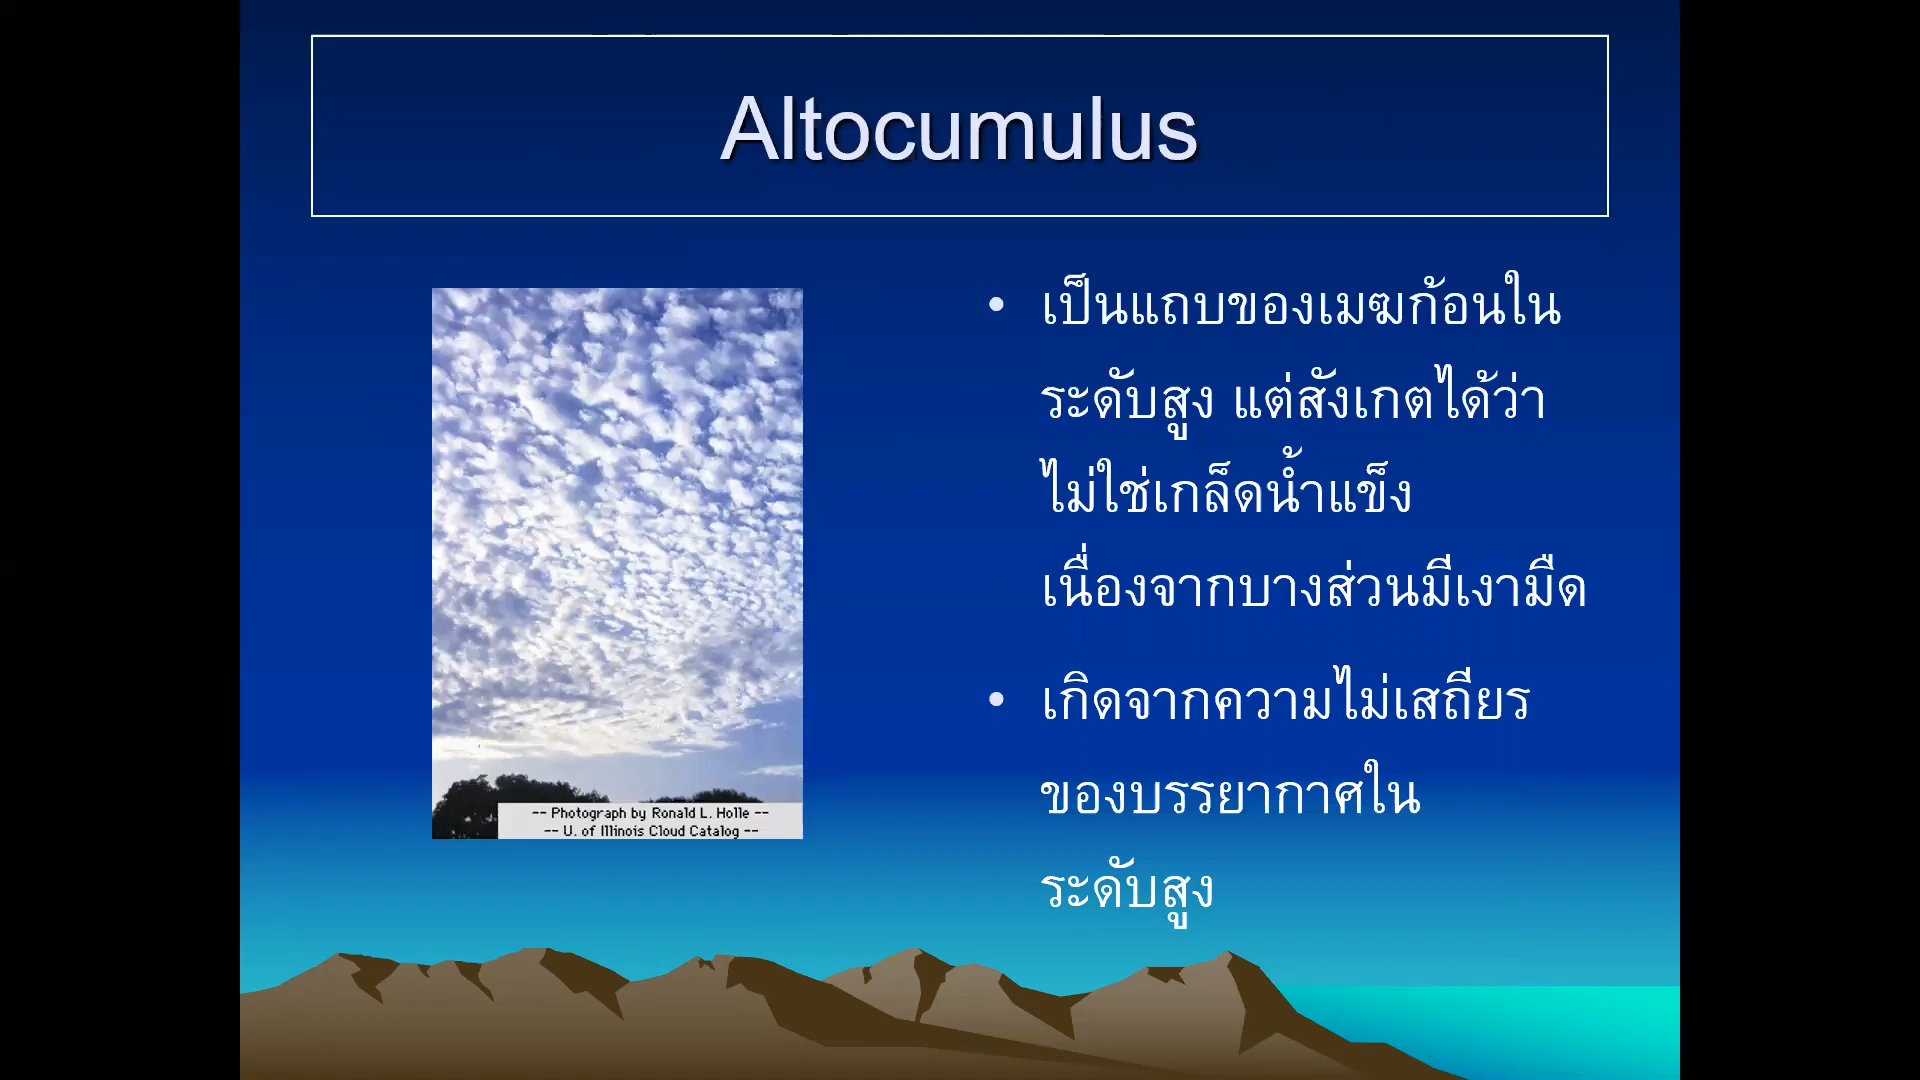 Altocumulus
• เป็นแถบของเมฆก้อนใน
ระดับสูง แต่สังเกตได้ว่า
ไม่ใช่เกล็ดน้ำแข็ง
เนื่องจากบางส่วนมีเงามืด
• เกิดจากความไม่เสถียร
ของบรรยากาศใน
ระดับสูง
-- Photograph by Ronald L. Holle --
-- U. of Illinois Cloud Catalog --